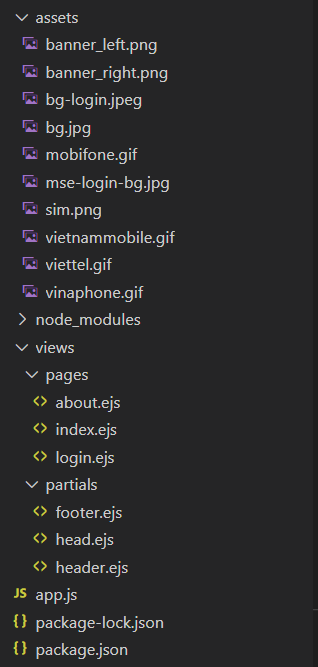 assets
banner_left.png
banner_right.png
bg-login.jpeg
bg.jpg
mobifone.gif
mse-login-bg.jpg
sim.png
vietnammobile.gif
viettel.gif
vinaphone.gif
node_modules
views
pages
<> about.ejs
<> index.ejs
<> login.ejs
partials
<> footer.ejs
<> head.ejs
<> header.ejs
JS app.js
{} package-lock.json
{} package.json